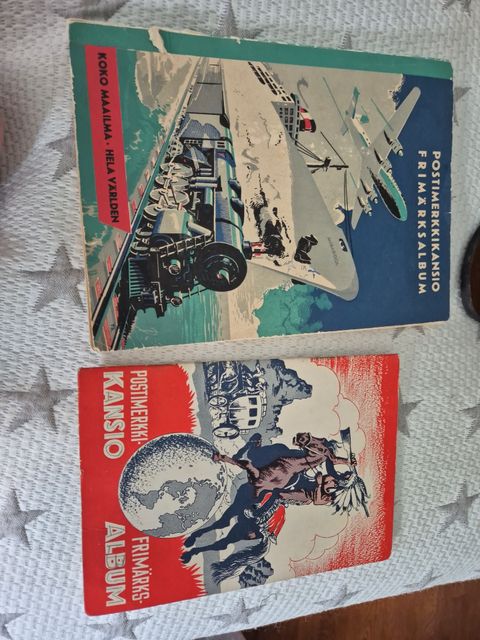 POSTIMERKKIKANSIO
FRIMÄRKSALBUM
KOKO MAAILMA • HELA VÄRLDEN
POSTIMERKKI-
KANSIO
FRIMÄRKS-
ALBUM